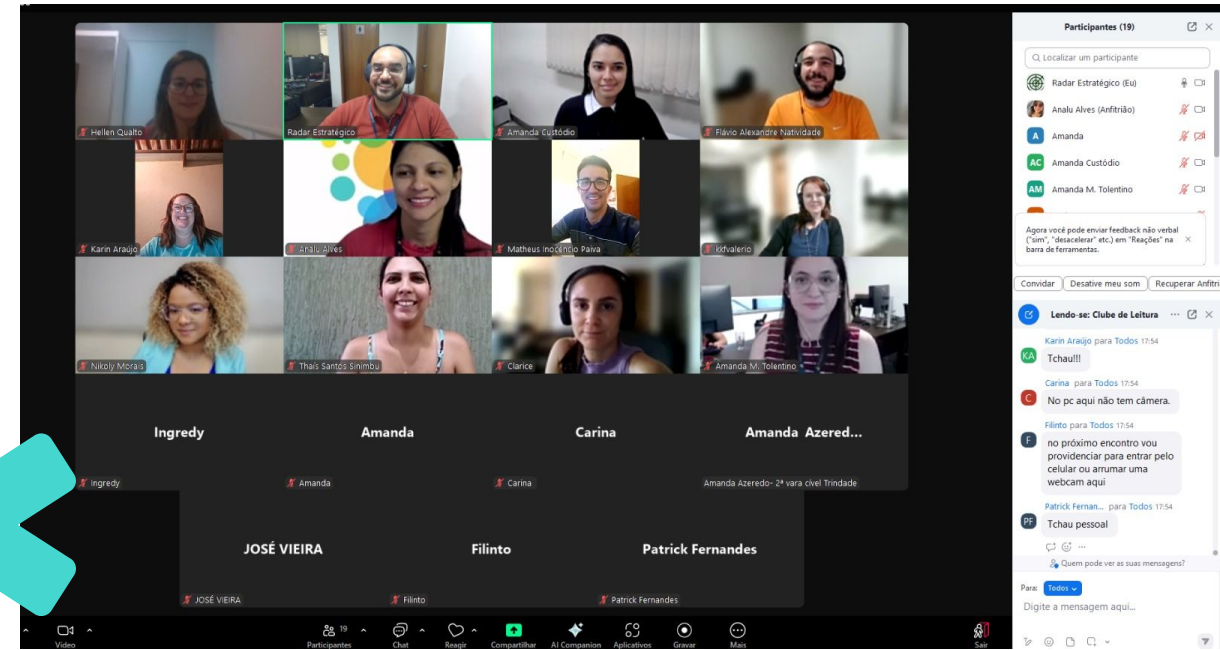 Hellen Qualto
Radar Estratégico
Amanda Custódio
Flávio Alexandre Natividade
Karin Araújo
Analu Alves
Matheus Inocêncio Paiva
kkfvalerio
Nikoly Morais
Thaís Santos Sinimbu
Clarice
Amanda M. Tolentino
Ingredy
Amanda
Carina
Amanda Azered...
Ingredy
Amanda
Carina
Amanda Azeredo- 2ª vara cível Trindade
JOSÉ VIEIRA
Filinto
Patrick Fernandes
JOSÉ VIEIRA
Filinto
Patrick Fernandes
Vídeo
19
Participantes
Chat
Reagir
Compartilhar
AI Companion
Aplicativos
Gravar
Mais
Sair
Participantes (19)
Localizar um participante
Radar Estratégico (Eu)
Analu Alves (Anfitrião)
A
Amanda
AC
Amanda Custódio
AM
Amanda M. Tolentino
Agora você pode enviar feedback não verbal
("sim", "desacelerar" etc.) em "Reações" na
barra de ferramentas.
Convidar
Desative meu som
Recuperar Anfitri
Lendo-se: Clube de Leitura
Karin Araújo para Todos 17:54
KA
Tchau!!!
Carina para Todos 17:54
C
No pc aqui não tem câmera.
Filinto para Todos 17:54
F
no próximo encontro vou
providenciar para entrar pelo
celular ou arrumar uma
webcam aqui
Patrick Fernan... para Todos 17:54
PF
Tchau pessoal
Quem pode ver as suas mensagens?
Para:
Todos
Digite a mensagem aqui...